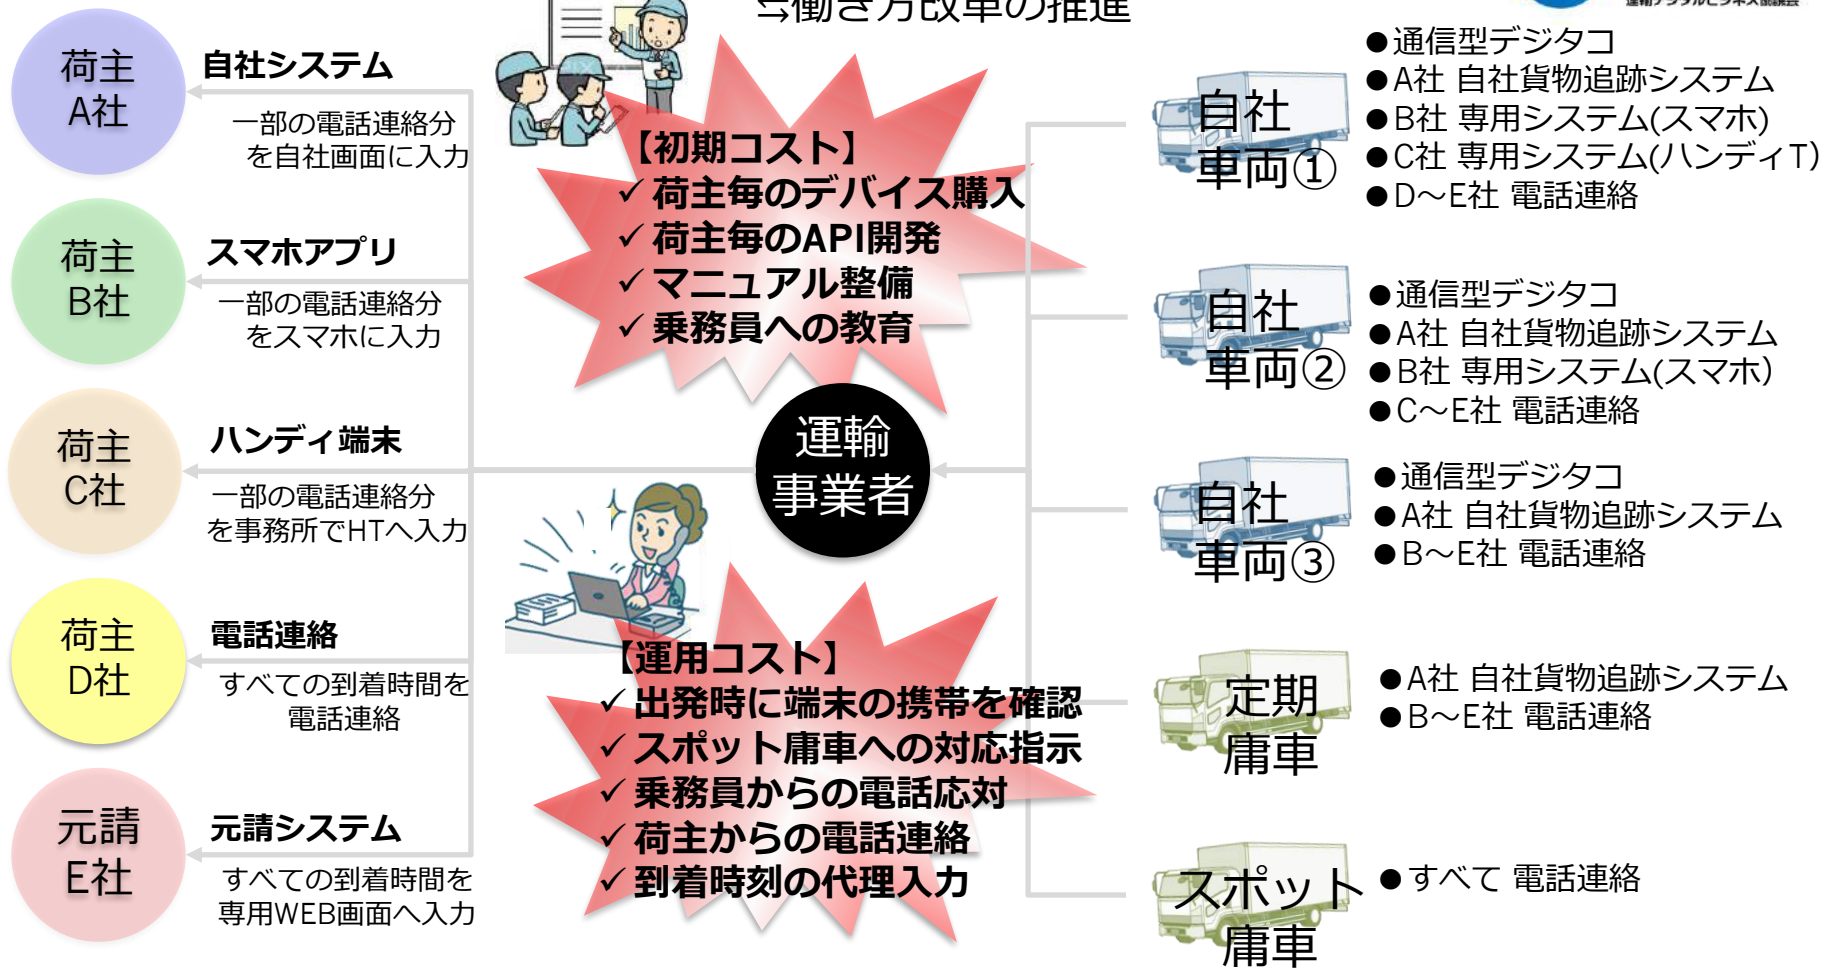 ⇆働き方改革の推進
運輸デジタルビジネス協議会
荷主
A社
自社システム
一部の電話連絡分
を自社画面に入力
荷主
B社
スマホアプリ
一部の電話連絡分
をスマホに入力
荷主
C社
ハンディ端末
一部の電話連絡分
を事務所でHTへ入力
荷主
D社
電話連絡
すべての到着時間を
電話連絡
元請
E社
元請システム
すべての到着時間を
専用WEB画面へ入力
【初期コスト】
✓荷主毎のデバイス購入
✓荷主毎のAPI開発
✓マニュアル整備
✓乗務員への教育
運輸
事業者
【運用コスト】
✓出発時に端末の携帯を確認
✓スポット庸車への対応指示
✓乗務員からの電話応対
✓荷主からの電話連絡
✓到着時刻の代理入力
自社
車両①
●通信型デジタコ
●A社 自社貨物追跡システム
●B社 専用システム(スマホ)
●C社 専用システム(ハンディT)
●D～E社 電話連絡
自社
車両②
●通信型デジタコ
●A社 自社貨物追跡システム
●B社 専用システム(スマホ)
●C～E社 電話連絡
自社
車両③
●通信型デジタコ
●A社 自社貨物追跡システム
●B～E社 電話連絡
定期
庸車
●A社 自社貨物追跡システム
●B～E社 電話連絡
スポット
庸車
●すべて 電話連絡